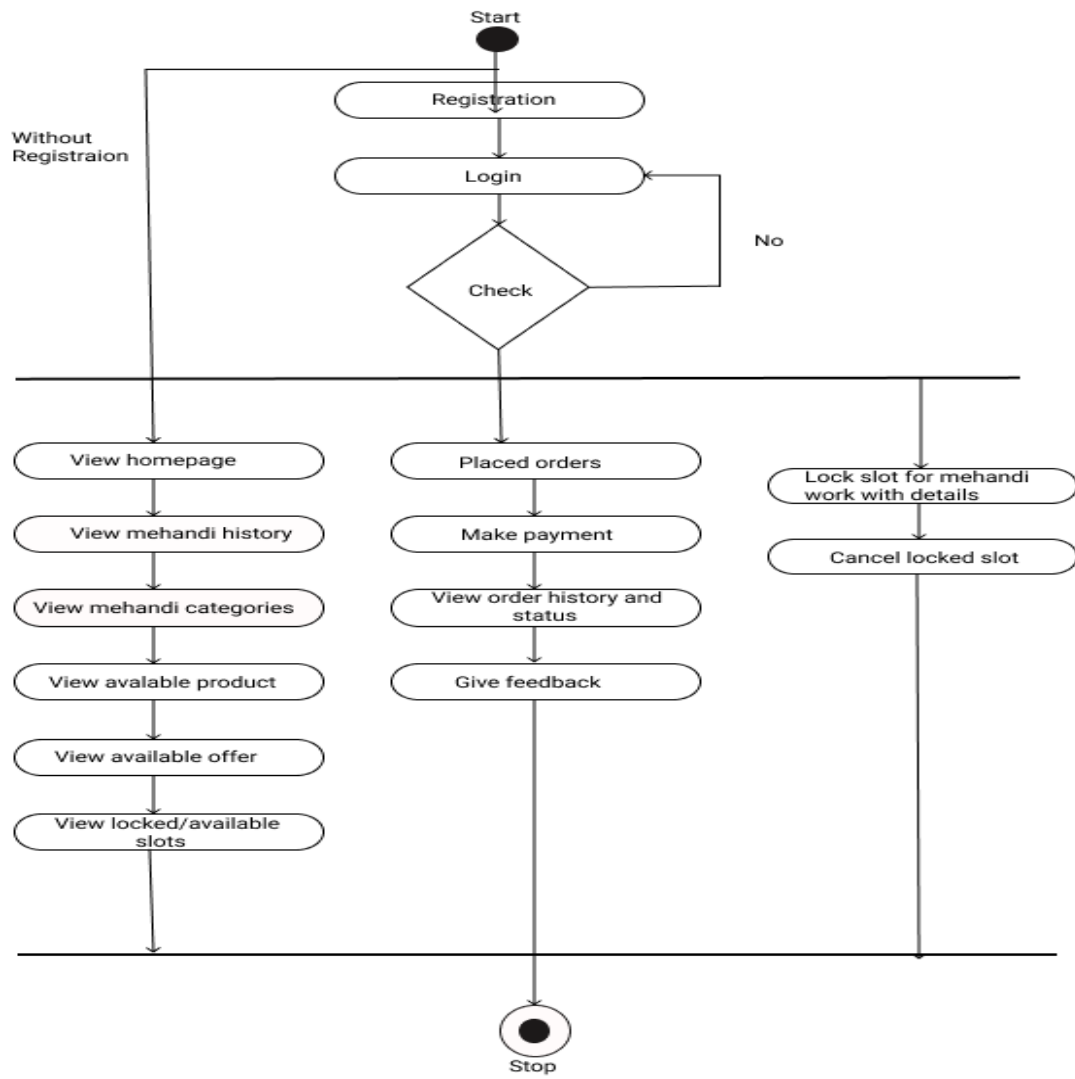 Start
Registration
Without
Registraion
Login
No
Check
View homepage
View mehandi history
View mehandi categories
View avalable product
View available offer
View locked/available
slots
Placed orders
Make payment
View order history and
status
Give feedback
Lock slot for mehandi
work with details
Cancel locked slot
Stop